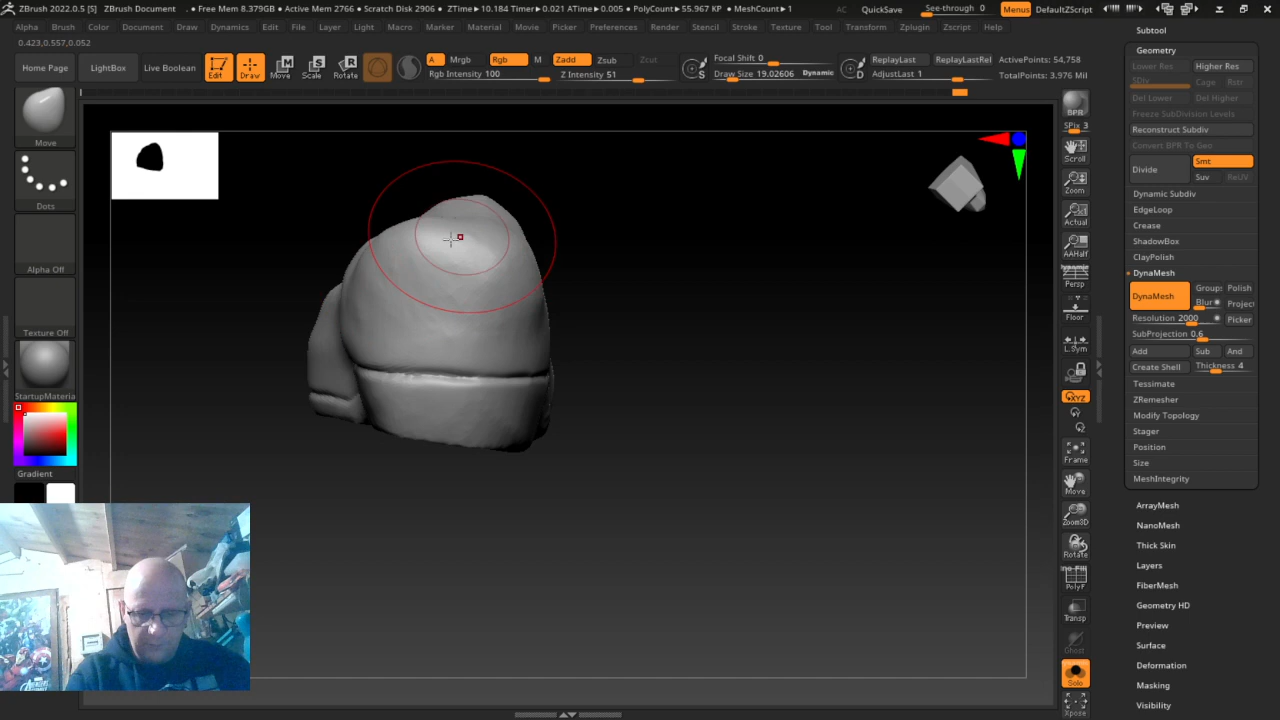 ZBrush 2022.0.5 [S] ZBrush Document . • Free Mem 8.379GB • Active Mem 2766 • Scratch Disk 2906 • ZTime▸10.184 Timer▸0.021 ATime▸0.005 • PolyCount▸55.967 KP • MeshCount▸1 AC QuickSave See-through 0 Menus DefaultZScript
Alpha Brush Color Document Draw Dynamics Edit File Layer Light Macro Marker Material Movie Picker Preferences Render Stencil Stroke Texture Tool Transform Zplugin Zscript Help
0.423,0.557,0.052
Home Page LightBox Live Boolean Edit Draw Move Scale Rotate
A Mrgb Rgb M Zadd Zsub Zcut
Rgb Intensity 100 Z Intensity 51
Focal Shift 0
Draw Size 19.02606 Dynamic
ReplayLast ReplayLastRel
AdjustLast 1
ActivePoints: 54,758
TotalPoints: 3.976 Mil
Move
Dots
Alpha Off
Texture Off
StartupMateria
Gradient
BPR
SPix 3
Scroll
Zoom
Actual
AAHalf
Dynamic
Persp
Floor
L.Sym
XYZ
Frame
Move
Zoom3D
Rotate
PolyF
Transp
Ghost
Solo
Xpose
Subtool
Geometry
Lower Res Higher Res
SDiv Cage Rstr
Del Lower Del Higher
Freeze SubDivision Levels
Reconstruct Subdiv
Convert BPR To Geo
Divide Smt
Suv ReUV
Dynamic Subdiv
EdgeLoop
Crease
ShadowBox
ClayPolish
DynaMesh
DynaMesh Groups Polish
Blur Project
Resolution 2000 Picker
SubProjection 0.6
Add Sub And
Create Shell Thickness 4
Tessimate
ZRemesher
Modify Topology
Stager
Position
Size
MeshIntegrity
ArrayMesh
NanoMesh
Thick Skin
Layers
FiberMesh
Geometry HD
Preview
Surface
Deformation
Masking
Visibility